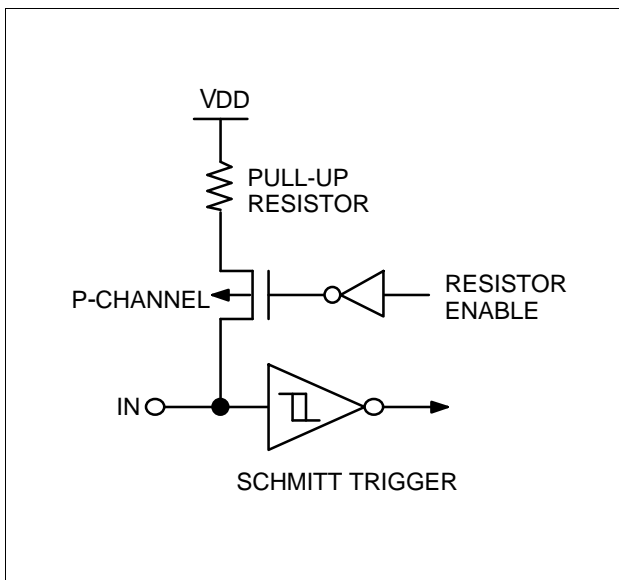 VDD
PULL-UP
RESISTOR
P-CHANNEL
RESISTOR
ENABLE
IN
SCHMITT TRIGGER